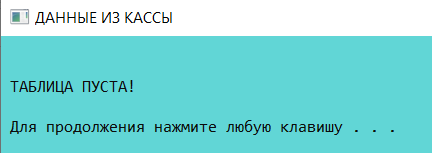 ДАННЫЕ ИЗ КАССЫ
ТАБЛИЦА ПУСТА!
Для продолжения нажмите любую клавишу . . .